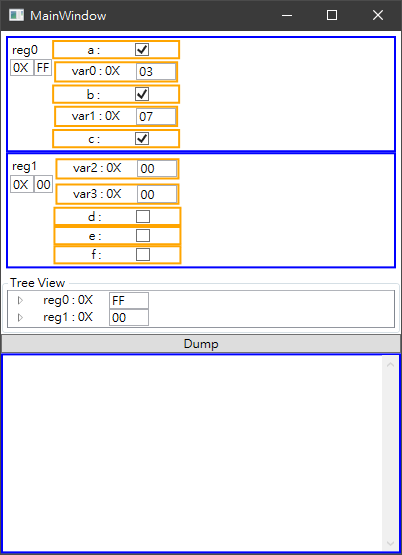 MainWindow
reg0
0X FF
a :
var0 : 0X 03
b :
var1 : 0X 07
c :
reg1
0X 00
var2 : 0X 00
var3 : 0X 00
d :
e :
f :
Tree View
reg0 : 0X FF
reg1 : 0X 00
Dump